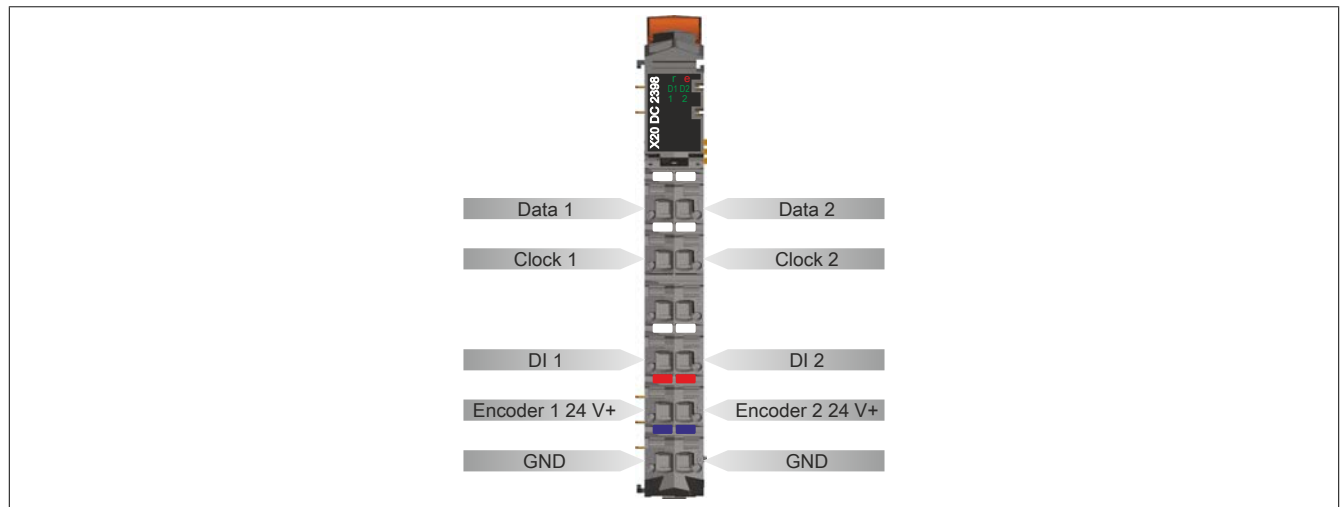 r e
D1 D2
1 2
X20 DC 2398
Data 1 Data 2
Clock 1 Clock 2
DI 1 DI 2
Encoder 1 24 V+ Encoder 2 24 V+
GND GND